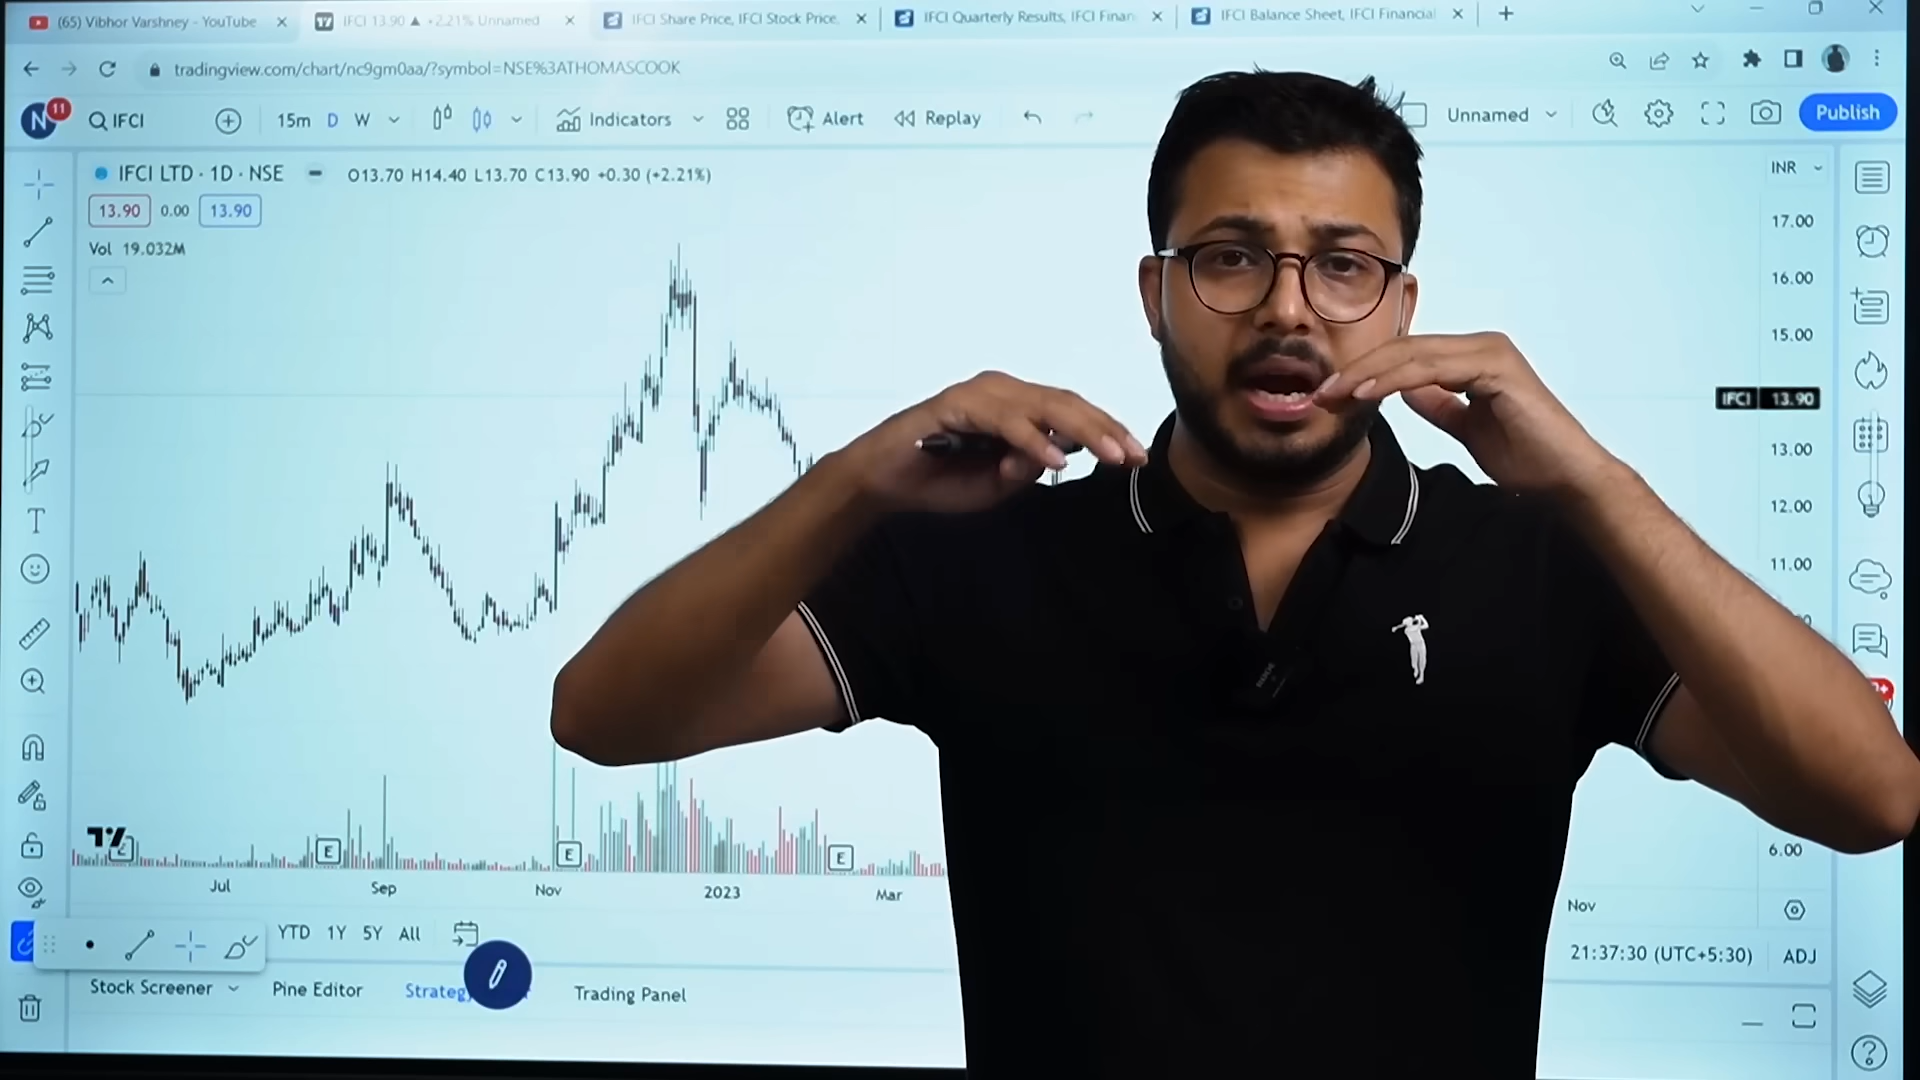 (65) Vibhor Varshney - YouTube
IFCI 13.90 ▲ +2.21% Unnamed
IFCI Share Price, IFCI Stock Price,
IFCI Quarterly Results, IFCI Finan
IFCI Balance Sheet, IFCI Financial
tradingview.com/chart/nc9gm0aa/?symbol=NSE%3ATHOMASCOOK
N 11
IFCI
15m D W
Indicators
Alert
Replay
Unnamed
Publish
IFCI LTD · 1D · NSE
O13.70 H14.40 L13.70 C13.90 +0.30 (+2.21%)
INR
13.90 0.00 13.90
Vol 19.032M
17.00
16.00
15.00
IFCI 13.90
13.00
12.00
11.00
6.00
T
E
E
E
Jul Sep Nov 2023 Mar
Nov
YTD 1Y 5Y All
21:37:30 (UTC+5:30) ADJ
Stock Screener
Pine Editor
Trading Panel